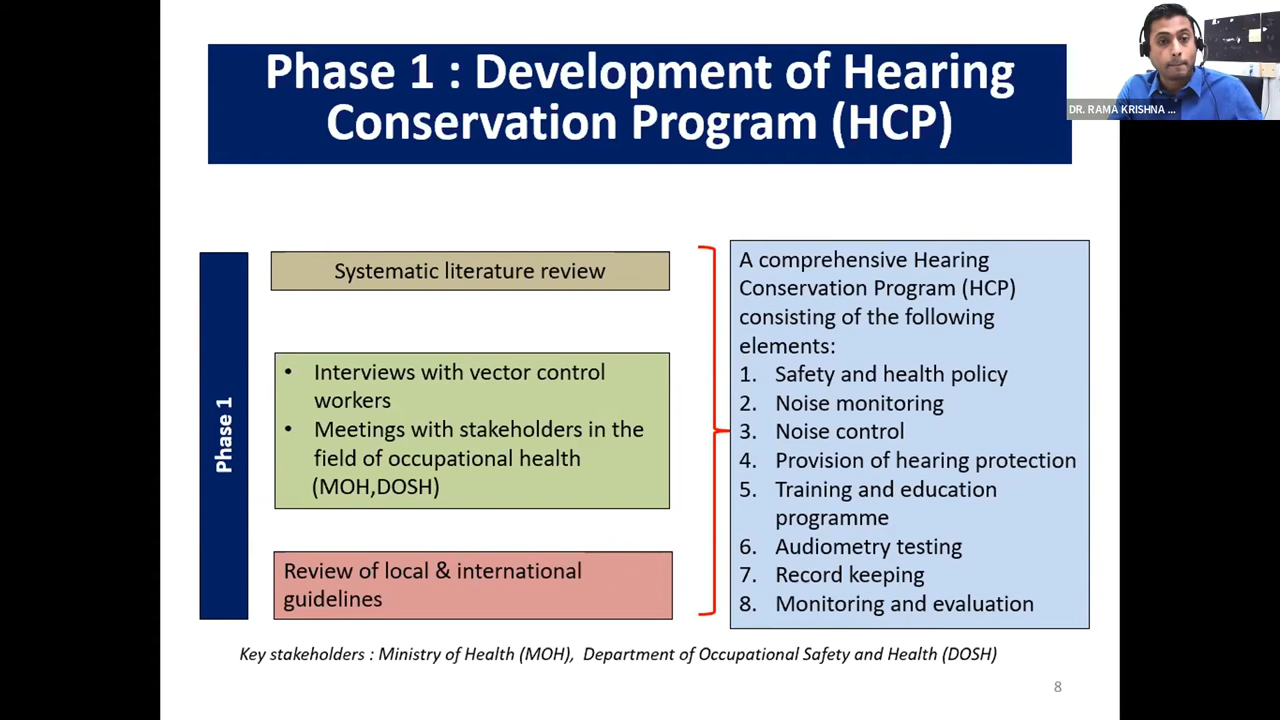 Phase 1 : Development of Hearing
Conservation Program (HCP)
DR. RAMA KRISHNA ...
Phase 1
Systematic literature review
• Interviews with vector control
workers
• Meetings with stakeholders in the
field of occupational health
(MOH,DOSH)
Review of local & international
guidelines
A comprehensive Hearing
Conservation Program (HCP)
consisting of the following
elements:
1. Safety and health policy
2. Noise monitoring
3. Noise control
4. Provision of hearing protection
5. Training and education
programme
6. Audiometry testing
7. Record keeping
8. Monitoring and evaluation
Key stakeholders : Ministry of Health (MOH), Department of Occupational Safety and Health (DOSH)
8